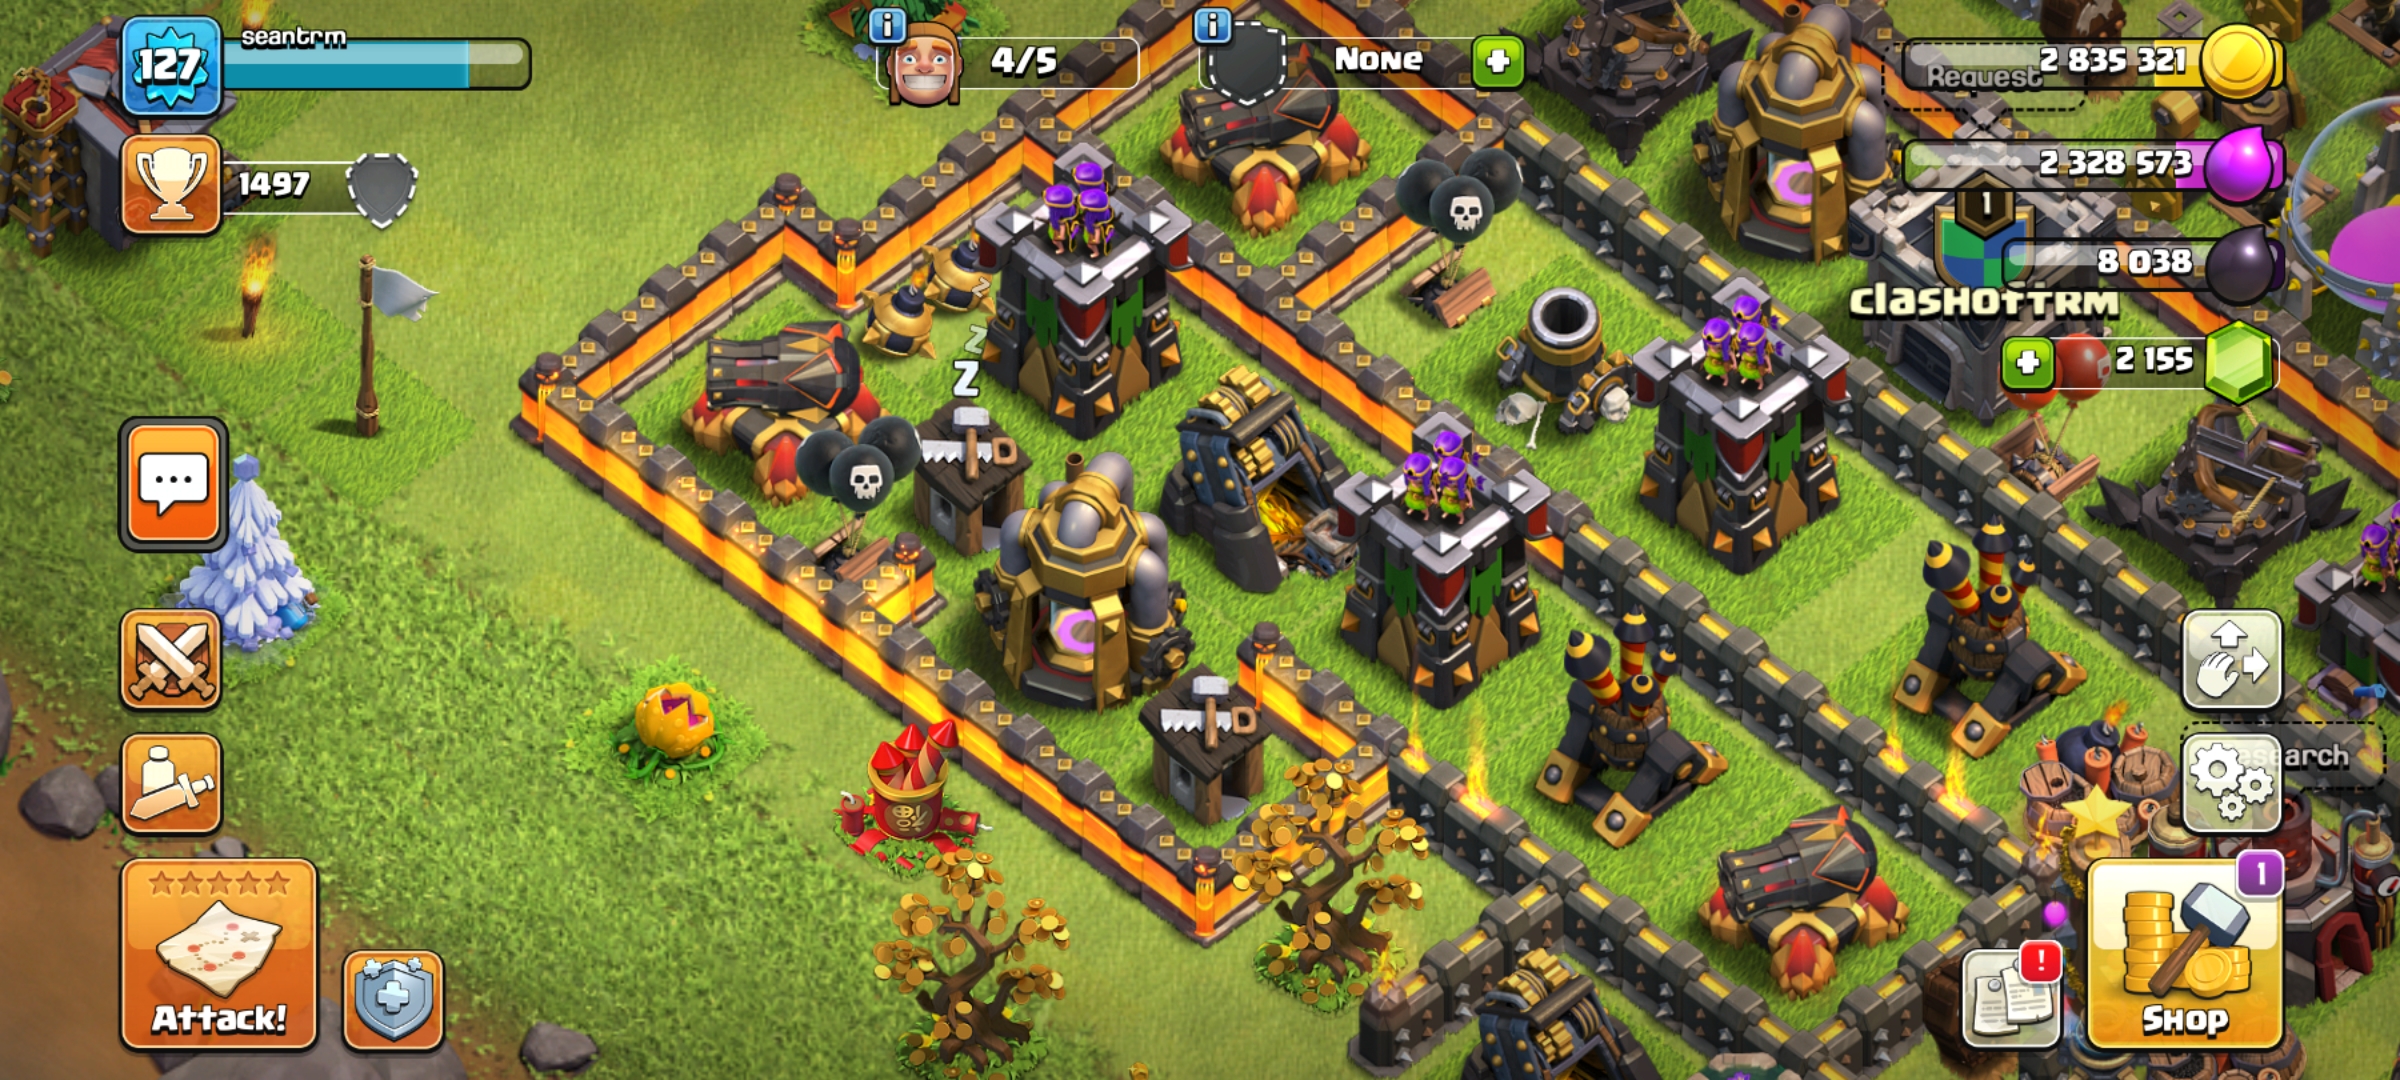 127
seantrm
4/5
None
Request
2 835 321
1497
2 328 573
1
8 038
clashoftrm
2 155
z
z
Z
esearch
1
!
Attack!
Shop